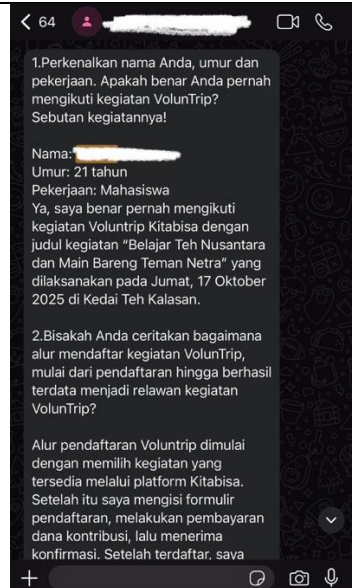 64
1.Perkenalkan nama Anda, umur dan
pekerjaan. Apakah benar Anda pernah
mengikuti kegiatan VolunTrip?
Sebutan kegiatannya!
Nama:
Umur: 21 tahun
Pekerjaan: Mahasiswa
Ya, saya benar pernah mengikuti
kegiatan Voluntrip Kitabisa dengan
judul kegiatan “Belajar Teh Nusantara
dan Main Bareng Teman Netra” yang
dilaksanakan pada Jumat, 17 Oktober
2025 di Kedai Teh Kalasan.
2.Bisakah Anda ceritakan bagaimana
alur mendaftar kegiatan VolunTrip,
mulai dari pendaftaran hingga berhasil
terdata menjadi relawan kegiatan
VolunTrip?
Alur pendaftaran Voluntrip dimulai
dengan memilih kegiatan yang
tersedia melalui platform Kitabisa.
Setelah itu saya mengisi formulir
pendaftaran, melakukan pembayaran
dana kontribusi, lalu menerima
konfirmasi. Setelah terdaftar, saya